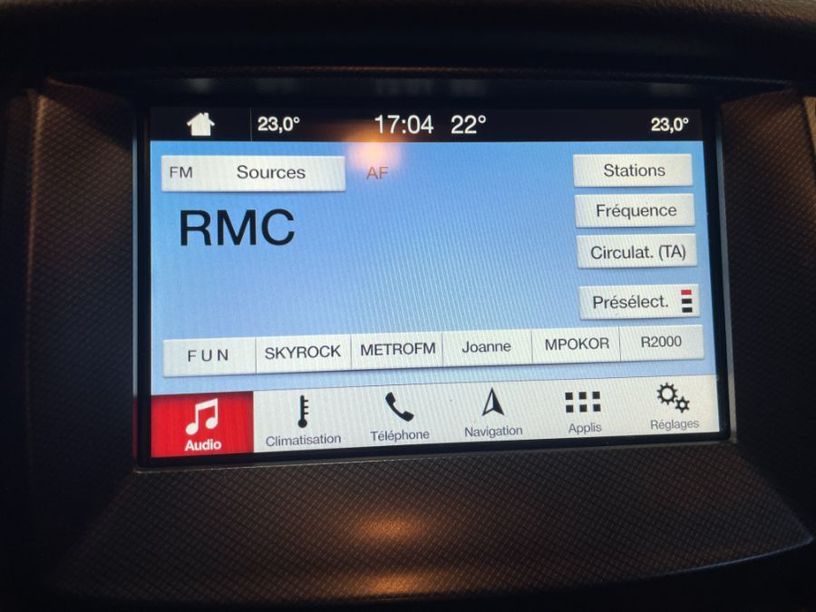 23,0° 17:04 22° 23,0°
FM Sources AF Stations
RMC Fréquence
Circulat. (TA)
Présélect.
F U N SKYROCK METROFM Joanne MPOKOR R2000
Audio Climatisation Téléphone Navigation Applis Réglages